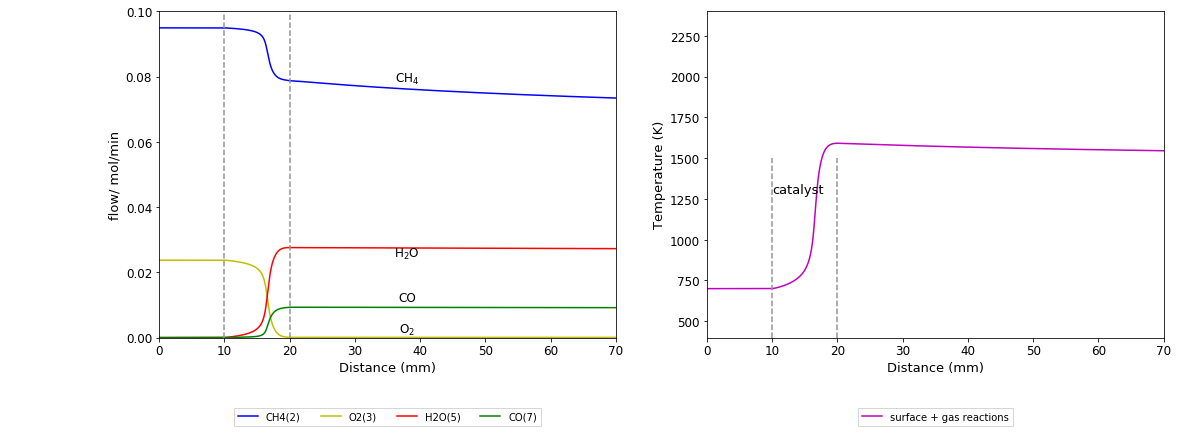 0.10
0.08
0.06
0.04
0.02
0.00
flow/ mol/min
CH₄
H₂O
CO
O₂
0 10 20 30 40 50 60 70
Distance (mm)
CH4(2) O2(3) H2O(5) CO(7)
2250
2000
1750
1500
1250
1000
750
500
Temperature (K)
catalyst
0 10 20 30 40 50 60 70
Distance (mm)
surface + gas reactions